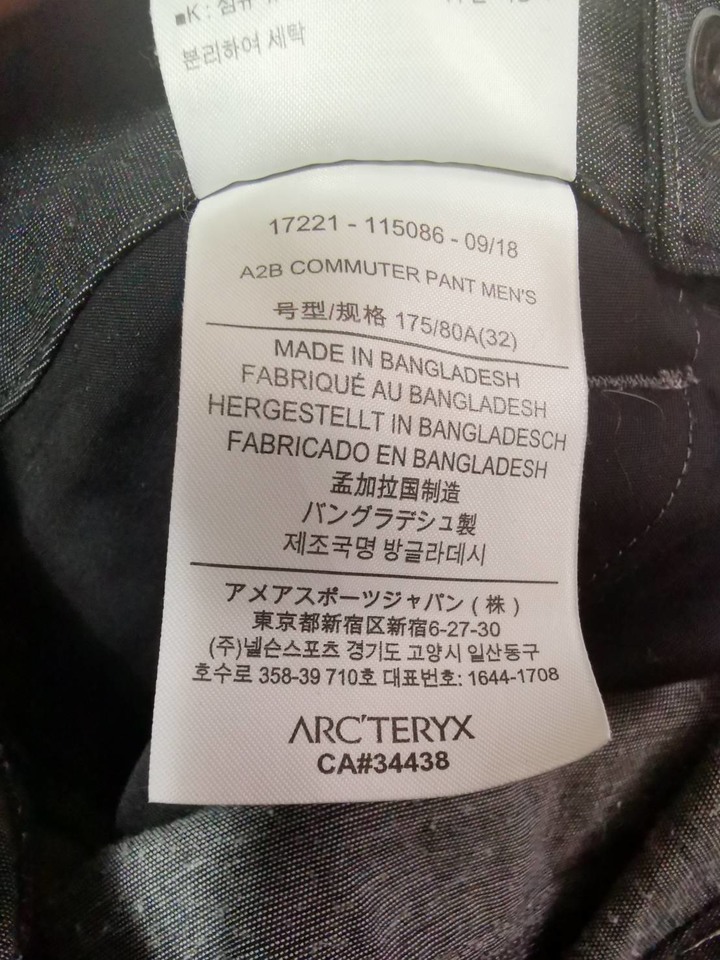 ■K :
분리하여 세탁
17221 - 115086 - 09/18
A2B COMMUTER PANT MEN'S
号型/规格 175/80A(32)
MADE IN BANGLADESH
FABRIQUÉ AU BANGLADESH
HERGESTELLT IN BANGLADESCH
FABRICADO EN BANGLADESH
孟加拉国制造
バングラデシュ製
제조국명 방글라데시
アメアスポーツジャパン ( 株 )
東京都新宿区新宿6-27-30
(주)넬슨스포츠 경기도 고양시 일산동구
호수로 358-39 710호 대표번호: 1644-1708
ARC'TERYX
CA#34438